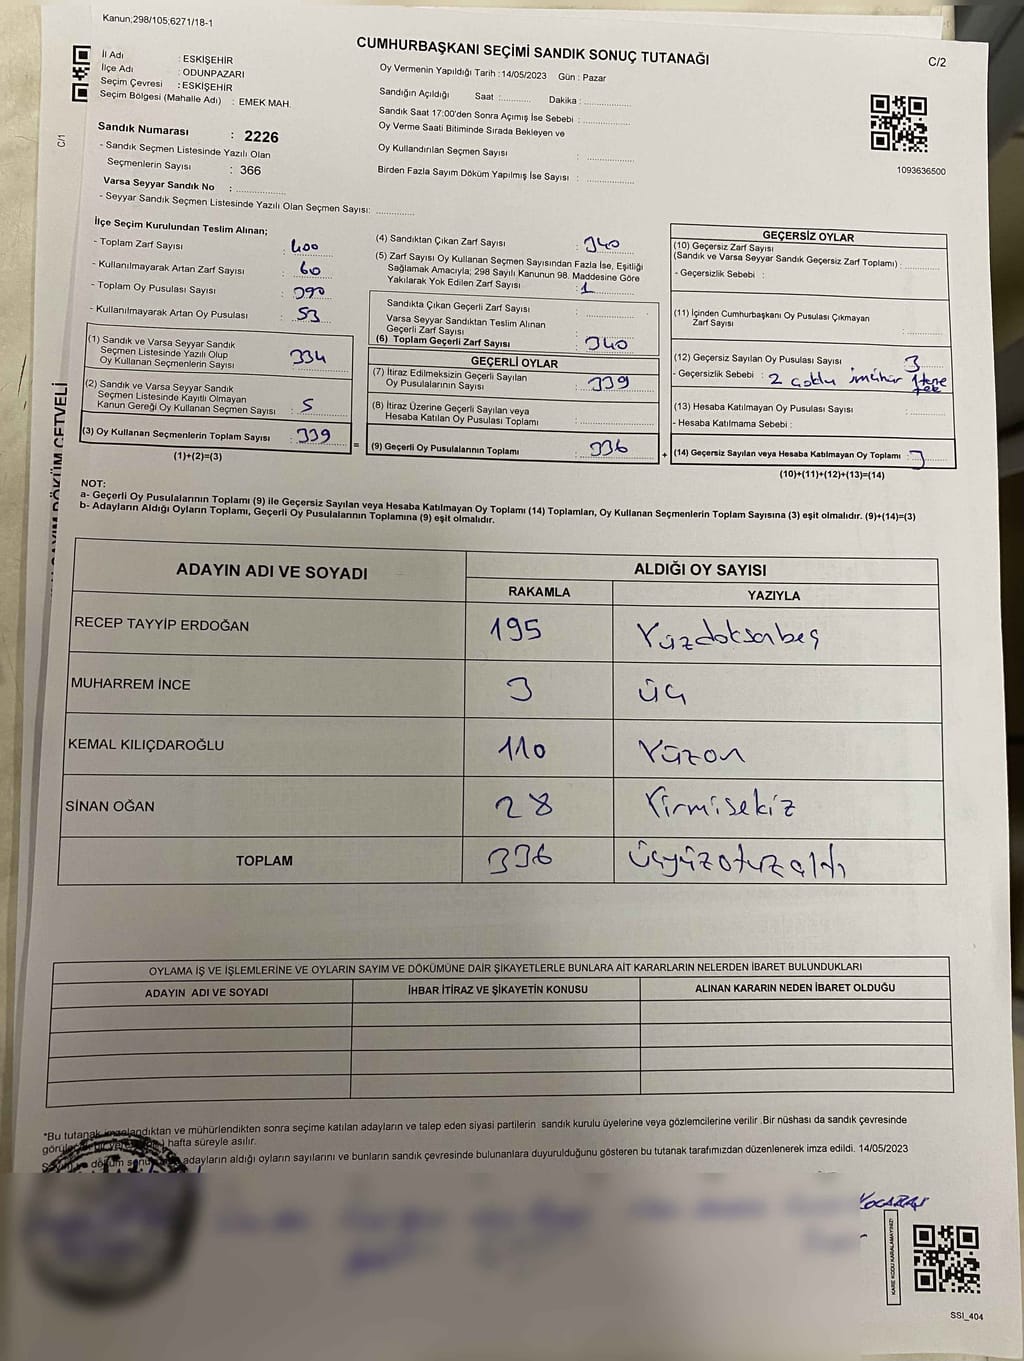 Kanun;298/105;6271/18-1
CUMHURBAŞKANI SEÇİMİ SANDIK SONUÇ TUTANAĞI
C/2
İl Adı : ESKİŞEHİR
İlçe Adı : ODUNPAZARI
Seçim Çevresi : ESKİŞEHİR
Seçim Bölgesi (Mahalle Adı) : EMEK MAH.
Oy Vermenin Yapıldığı Tarih :14/05/2023 Gün : Pazar
Sandığın Açıldığı Saat :.......... Dakika :...............
Sandık Saat 17:00'den Sonra Açımış İse Sebebi : ...............
Oy Verme Saati Bitiminde Sırada Bekleyen ve
Oy Kullandırılan Seçmen Sayısı : ...............
Birden Fazla Sayım Döküm Yapılmış İse Sayısı : ...............
1093636500
C/1
Sandık Numarası : 2226
- Sandık Seçmen Listesinde Yazılı Olan
Seçmenlerin Sayısı : 366
Varsa Seyyar Sandık No : ...............
- Seyyar Sandık Seçmen Listesinde Yazılı Olan Seçmen Sayısı: ............
İlçe Seçim Kurulundan Teslim Alınan;
- Toplam Zarf Sayısı : 400
- Kullanılmayarak Artan Zarf Sayısı : 60
- Toplam Oy Pusulası Sayısı : 390
- Kullanılmayarak Artan Oy Pusulası : 53
(1) Sandık ve Varsa Seyyar Sandık
Seçmen Listesinde Yazılı Olup
Oy Kullanan Seçmenlerin Sayısı : 334
(2) Sandık ve Varsa Seyyar Sandık
Seçmen Listesinde Kayıtlı Olmayan
Kanun Gereği Oy Kullanan Seçmen Sayısı : 5
(3) Oy Kullanan Seçmenlerin Toplam Sayısı : 339
(1)+(2)=(3)
=
(4) Sandıktan Çıkan Zarf Sayısı : 340
(5) Zarf Sayısı Oy Kullanan Seçmen Sayısından Fazla İse, Eşitliği
Sağlamak Amacıyla; 298 Sayılı Kanunun 98. Maddesine Göre
Yakılarak Yok Edilen Zarf Sayısı : 1
Sandıkta Çıkan Geçerli Zarf Sayısı : ...............
Varsa Seyyar Sandıktan Teslim Alınan
Geçerli Zarf Sayısı : ...............
(6) Toplam Geçerli Zarf Sayısı : 340
GEÇERLİ OYLAR
(7) İtiraz Edilmeksizin Geçerli Sayılan
Oy Pusulalarının Sayısı : 339
(8) İtiraz Üzerine Geçerli Sayılan veya
Hesaba Katılan Oy Pusulası Toplamı : ...............
(9) Geçerli Oy Pusulalarının Toplamı : 336
+
GEÇERSİZ OYLAR
(10) Geçersiz Zarf Sayısı
(Sandık ve Varsa Seyyar Sandık Geçersiz Zarf Toplamı) : ............
- Geçersizlik Sebebi :
(11) İçinden Cumhurbaşkanı Oy Pusulası Çıkmayan
Zarf Sayısı : ............
(12) Geçersiz Sayılan Oy Pusulası Sayısı : 3
- Geçersizlik Sebebi : 2 çoklu mühür 1 tane
(13) Hesaba Katılmayan Oy Pusulası Sayısı : ............
- Hesaba Katılmama Sebebi :
(14) Geçersiz Sayılan veya Hesaba Katılmayan Oy Toplamı : 3
(10)+(11)+(12)+(13)=(14)
SAYIM DÖKÜM CETVELİ
NOT:
a- Geçerli Oy Pusulalarının Toplamı (9) ile Geçersiz Sayılan veya Hesaba Katılmayan Oy Toplamı (14) Toplamları, Oy Kullanan Seçmenlerin Toplam Sayısına (3) eşit olmalıdır. (9)+(14)=(3)
b- Adayların Aldığı Oyların Toplamı, Geçerli Oy Pusulalarının Toplamına (9) eşit olmalıdır.
ADAYIN ADI VE SOYADI
ALDIĞI OY SAYISI
RAKAMLA YAZIYLA
RECEP TAYYİP ERDOĞAN 195 Yüzdoksanbeş
MUHARREM İNCE 3 üç
KEMAL KILIÇDAROĞLU 110 Yüzon
SİNAN OĞAN 28 Yirmisekiz
TOPLAM 336 üçyüzotuzaltı
OYLAMA İŞ VE İŞLEMLERİNE VE OYLARIN SAYIM VE DÖKÜMÜNE DAİR ŞİKAYETLERLE BUNLARA AİT KARARLARIN NELERDEN İBARET BULUNDUKLARI
ADAYIN ADI VE SOYADI İHBAR İTİRAZ VE ŞİKAYETİN KONUSU ALINAN KARARIN NEDEN İBARET OLDUĞU
*Bu tutanak imzalandıktan ve mühürlendikten sonra seçime katılan adayların ve talep eden siyasi partilerin sandık kurulu üyelerine veya gözlemcilerine verilir .Bir nüshası da sandık çevresinde
hafta süreyle asılır.
adayların aldığı oyların sayılarını ve bunların sandık çevresinde bulunanlara duyurulduğunu gösteren bu tutanak tarafımızdan düzenlenerek imza edildi. 14/05/2023
KARE KODU KARALAMAYINIZ!
SSI_404